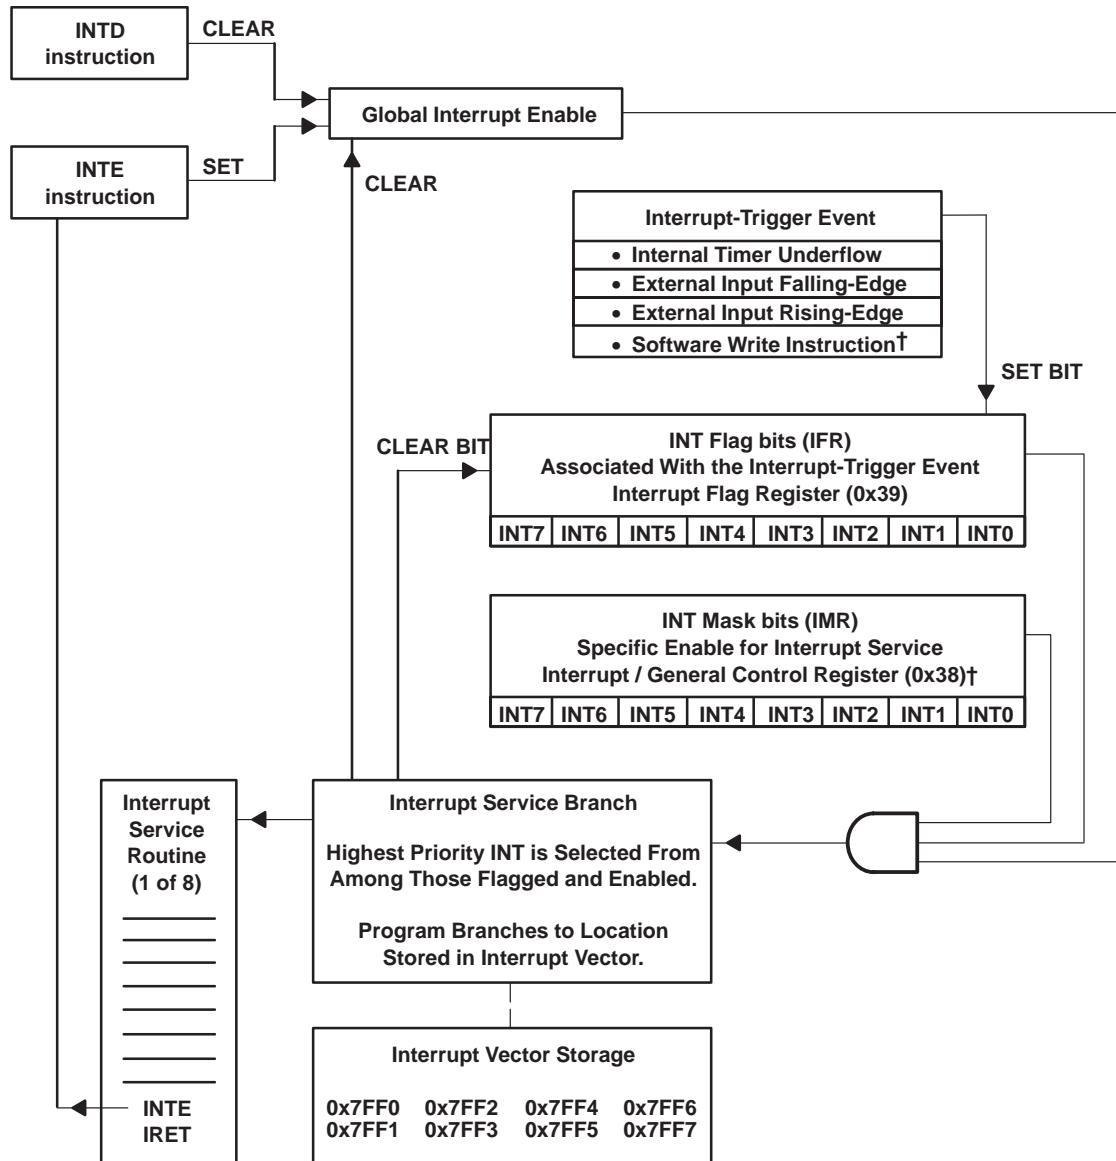 INTD
instruction
CLEAR
Global Interrupt Enable
INTE
instruction
SET
CLEAR
Interrupt-Trigger Event
• Internal Timer Underflow
• External Input Falling-Edge
• External Input Rising-Edge
• Software Write Instruction†
SET BIT
CLEAR BIT
INT Flag bits (IFR)
Associated With the Interrupt-Trigger Event
Interrupt Flag Register (0x39)
INT7 INT6 INT5 INT4 INT3 INT2 INT1 INT0
INT Mask bits (IMR)
Specific Enable for Interrupt Service
Interrupt / General Control Register (0x38)†
INT7 INT6 INT5 INT4 INT3 INT2 INT1 INT0
Interrupt
Service
Routine
(1 of 8)
INTE
IRET
Interrupt Service Branch
Highest Priority INT is Selected From
Among Those Flagged and Enabled.
Program Branches to Location
Stored in Interrupt Vector.
Interrupt Vector Storage
0x7FF0 0x7FF2 0x7FF4 0x7FF6
0x7FF1 0x7FF3 0x7FF5 0x7FF7